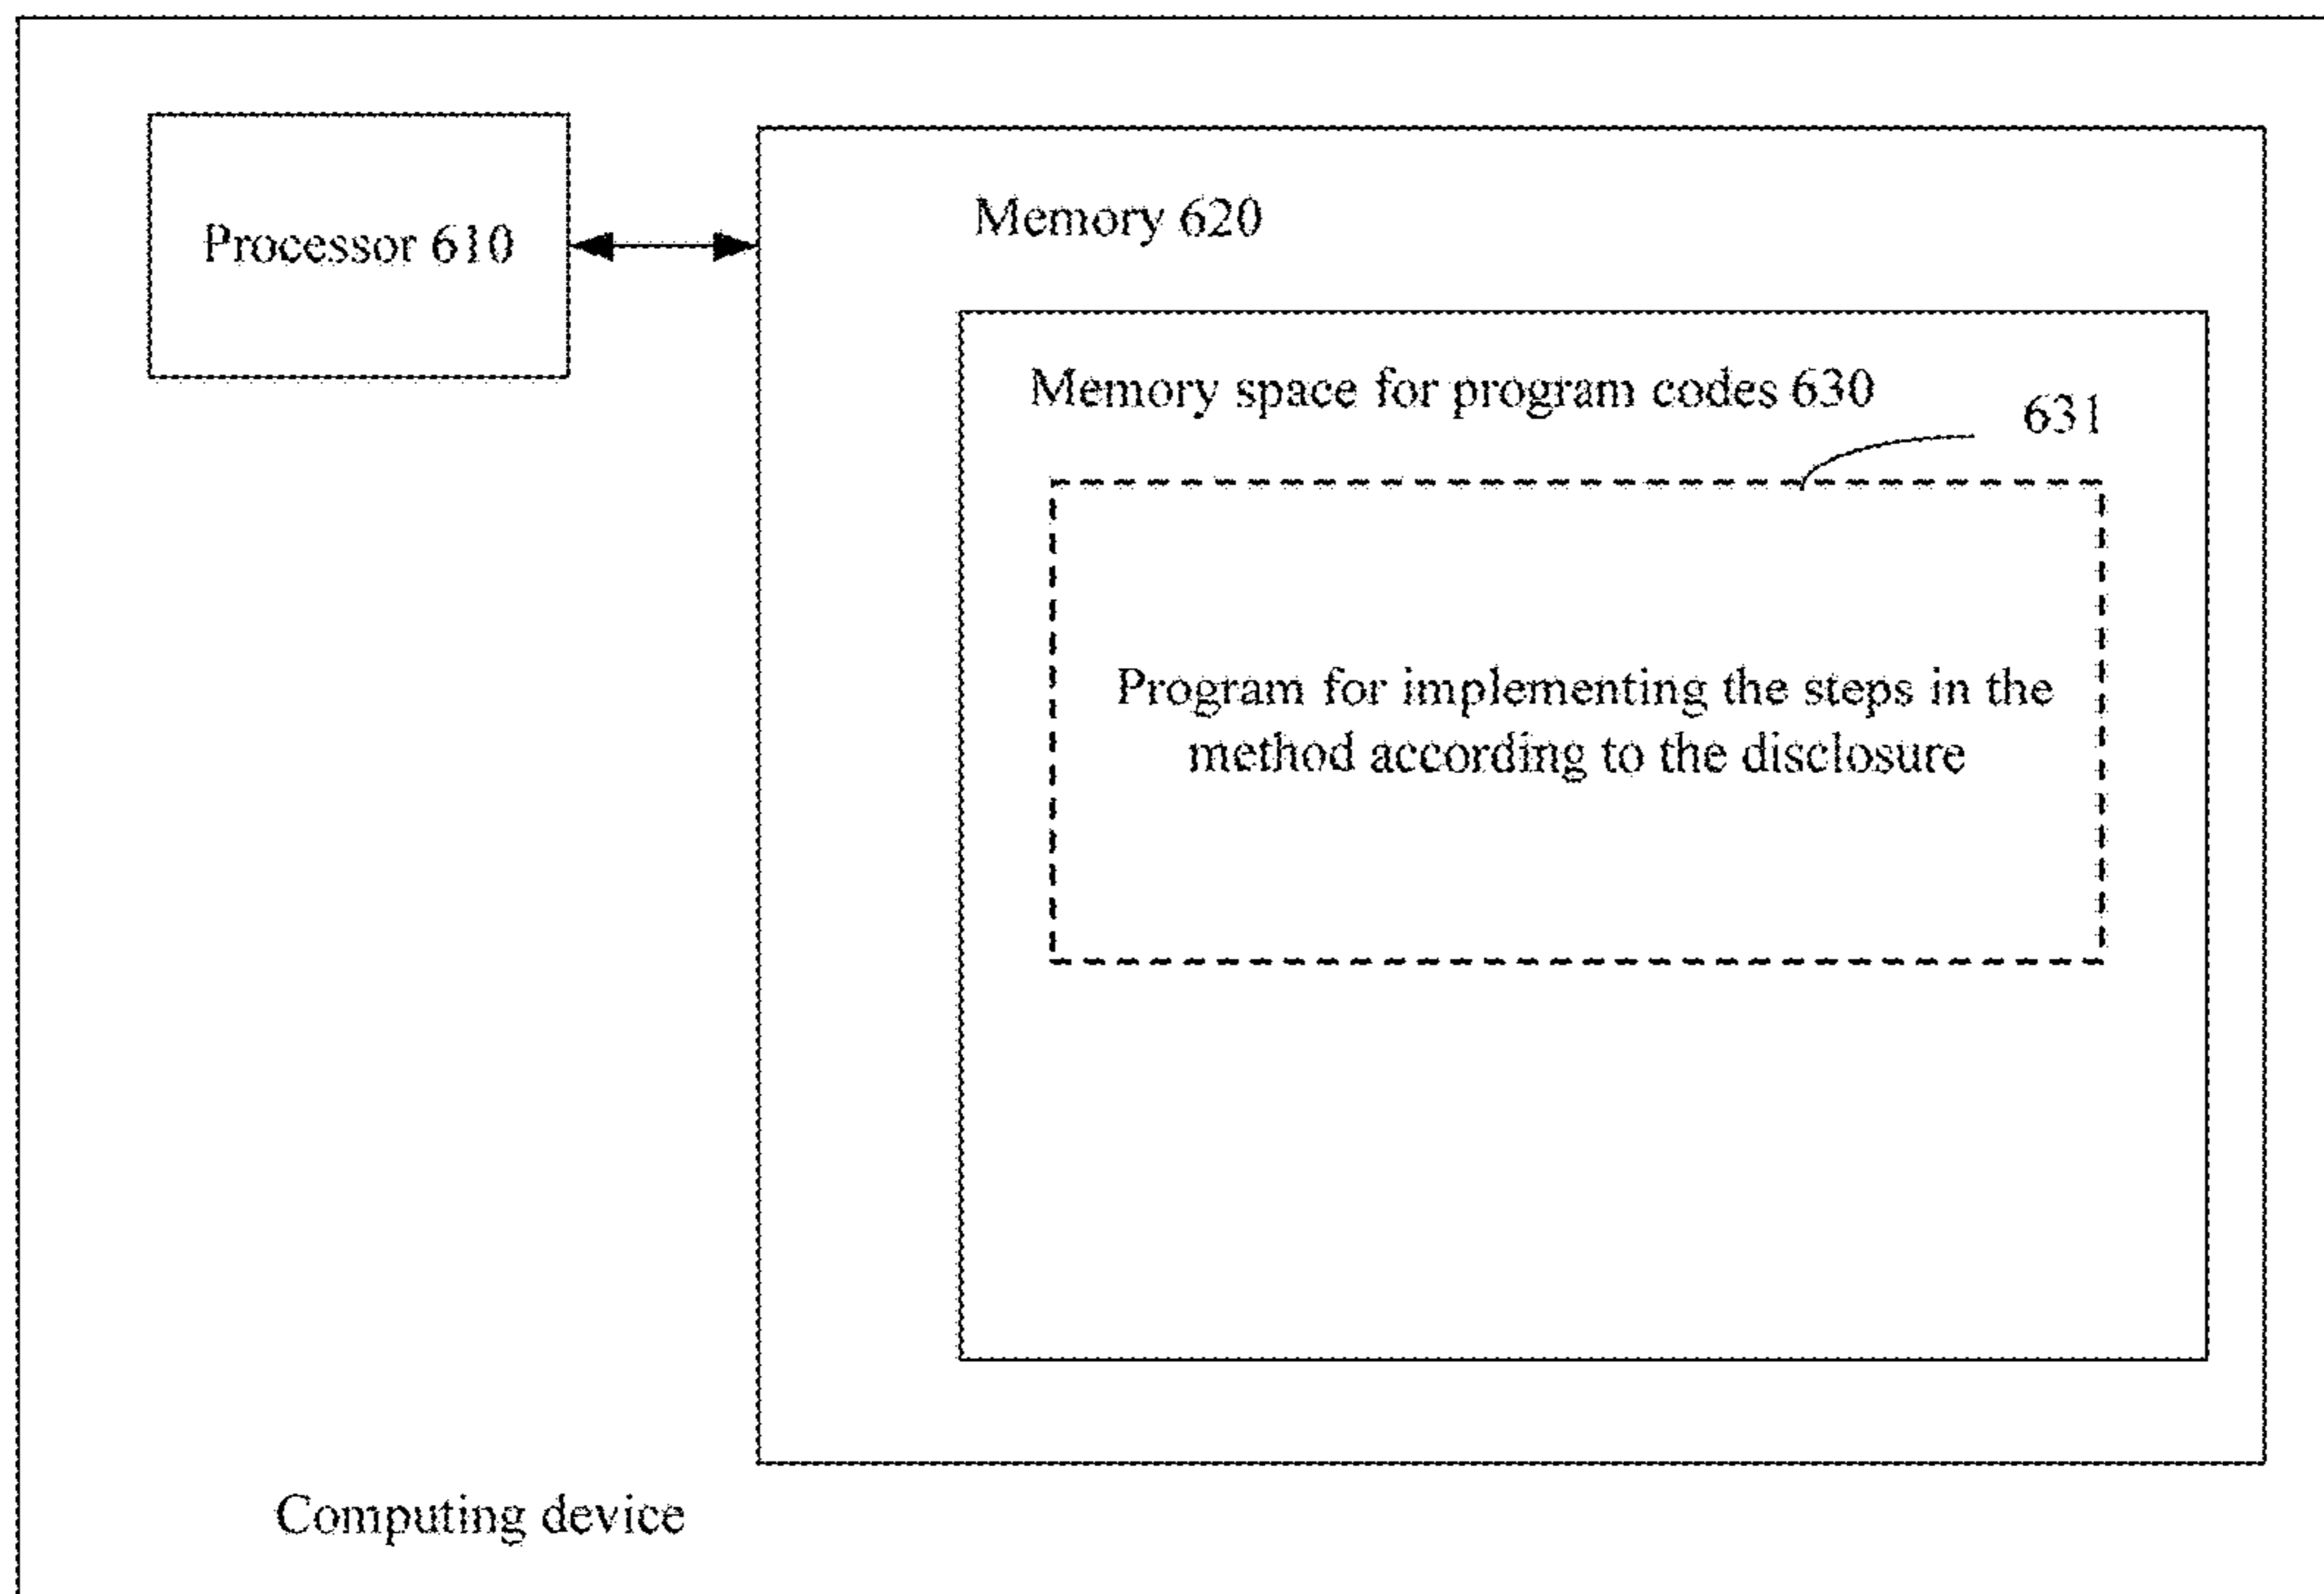 Processor 610
Memory 620
Memory space for program codes 630
631
Program for implementing the steps in the
method according to the disclosure
Computing device